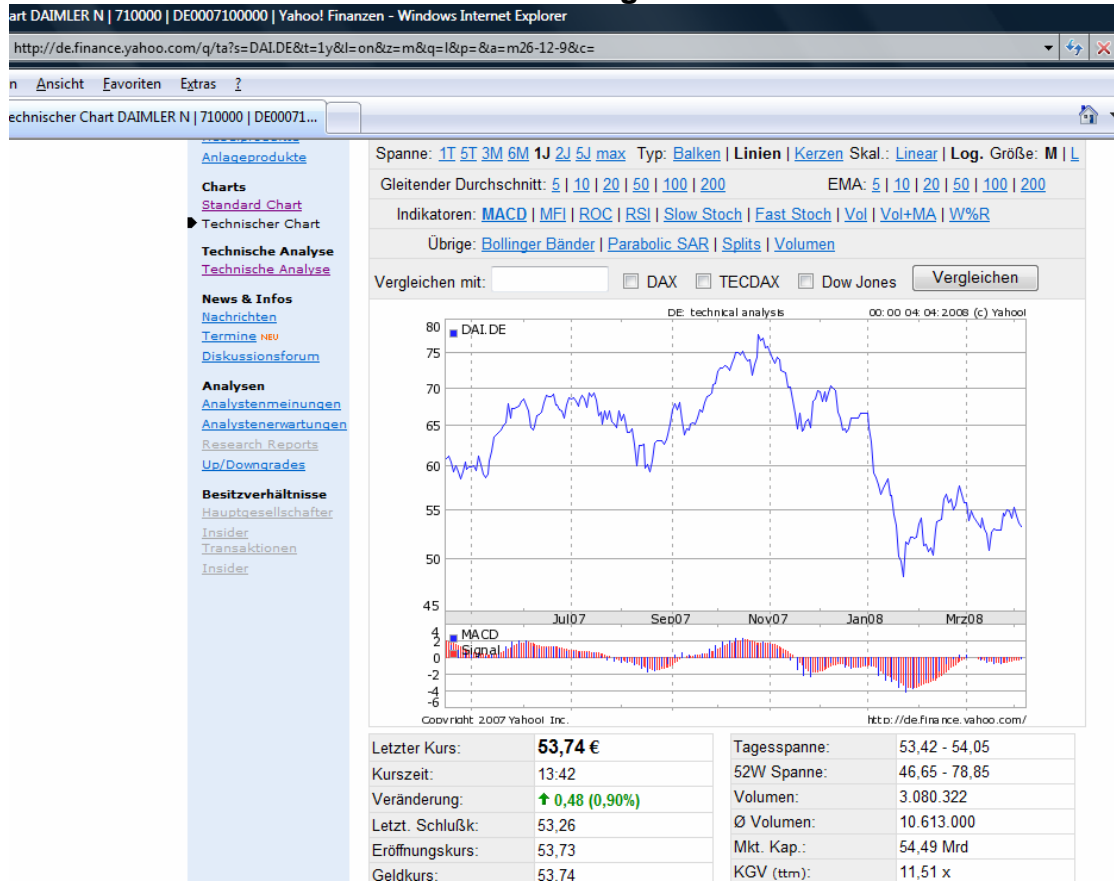 art DAIMLER N | 710000 | DE0007100000 | Yahoo! Finanzen - Windows Internet Explorer
http://de.finance.yahoo.com/q/ta?s=DAI.DE&t=1y&l=on&z=m&q=l&p=&a=m26-12-9&c=
n Ansicht Favoriten Extras ?
echnischer Chart DAIMLER N | 710000 | DE00071...
Anlageprodukte
Charts
Standard Chart
Technischer Chart
Technische Analyse
Technische Analyse
News & Infos
Nachrichten
Termine NEU
Diskussionsforum
Analysen
Analystenmeinungen
Analystenerwartungen
Research Reports
Up/Downgrades
Besitzverhältnisse
Hauptgesellschafter
Insider
Transaktionen
Insider
Spanne: 1T 5T 3M 6M 1J 2J 5J max Typ: Balken | Linien | Kerzen Skal.: Linear | Log. Größe: M | L
Gleitender Durchschnitt: 5 | 10 | 20 | 50 | 100 | 200 EMA: 5 | 10 | 20 | 50 | 100 | 200
Indikatoren: MACD | MFI | ROC | RSI | Slow Stoch | Fast Stoch | Vol | Vol+MA | W%R
Übrige: Bollinger Bänder | Parabolic SAR | Splits | Volumen
Vergleichen mit: DAX TECDAX Dow Jones Vergleichen
DE: technical analysis 00:00 04:04:2008 (c) Yahoo!
80 DAI.DE
75
70
65
60
55
50
45
Jul07 Sep07 Nov07 Jan08 Mrz08
4 MACD
2 Signal
0
-2
-4
-6
Copyright 2007 Yahoo! Inc. http://de.finance.yahoo.com/
Letzter Kurs: 53,74 € Tagesspanne: 53,42 - 54,05
Kurszeit: 13:42 52W Spanne: 46,65 - 78,85
Veränderung: 0,48 (0,90%) Volumen: 3.080.322
Letzt. Schlußk: 53,26 Ø Volumen: 10.613.000
Eröffnungskurs: 53,73 Mkt. Kap.: 54,49 Mrd
Geldkurs: 53,74 KGV (ttm): 11,51 x